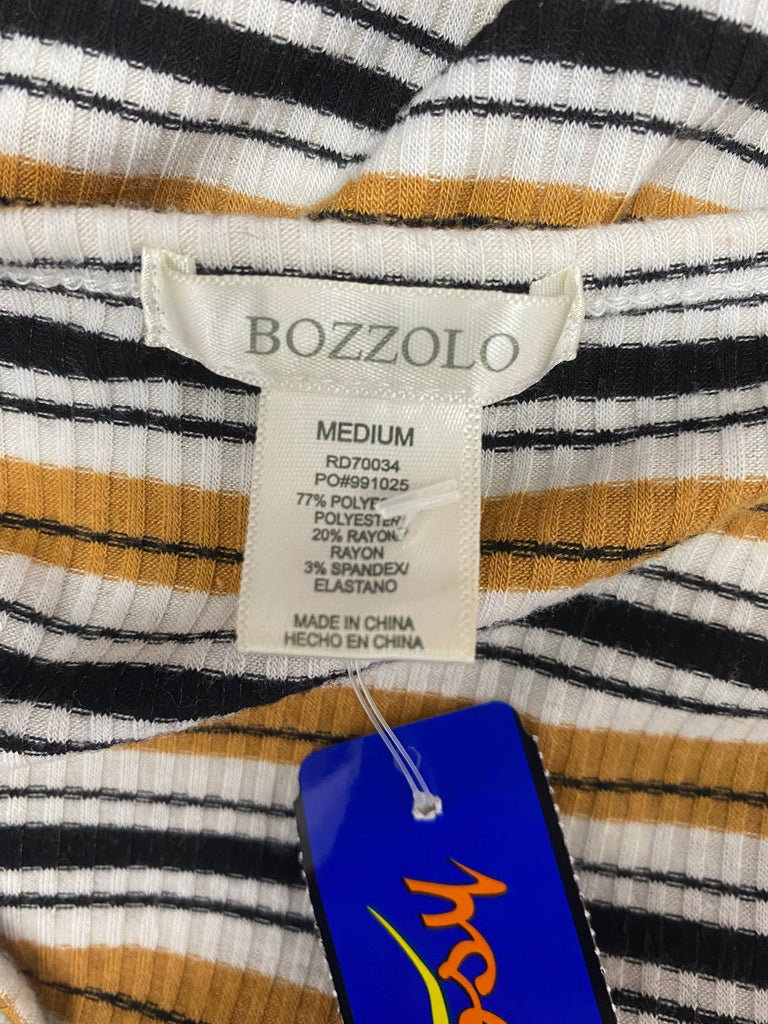 BOZZOLO
MEDIUM
RD70034
PO#991025
77%
POLYESTER
20% RAYON/
RAYON
3% SPANDEX/
ELASTANO
MADE IN CHINA
HECHO EN CHINA